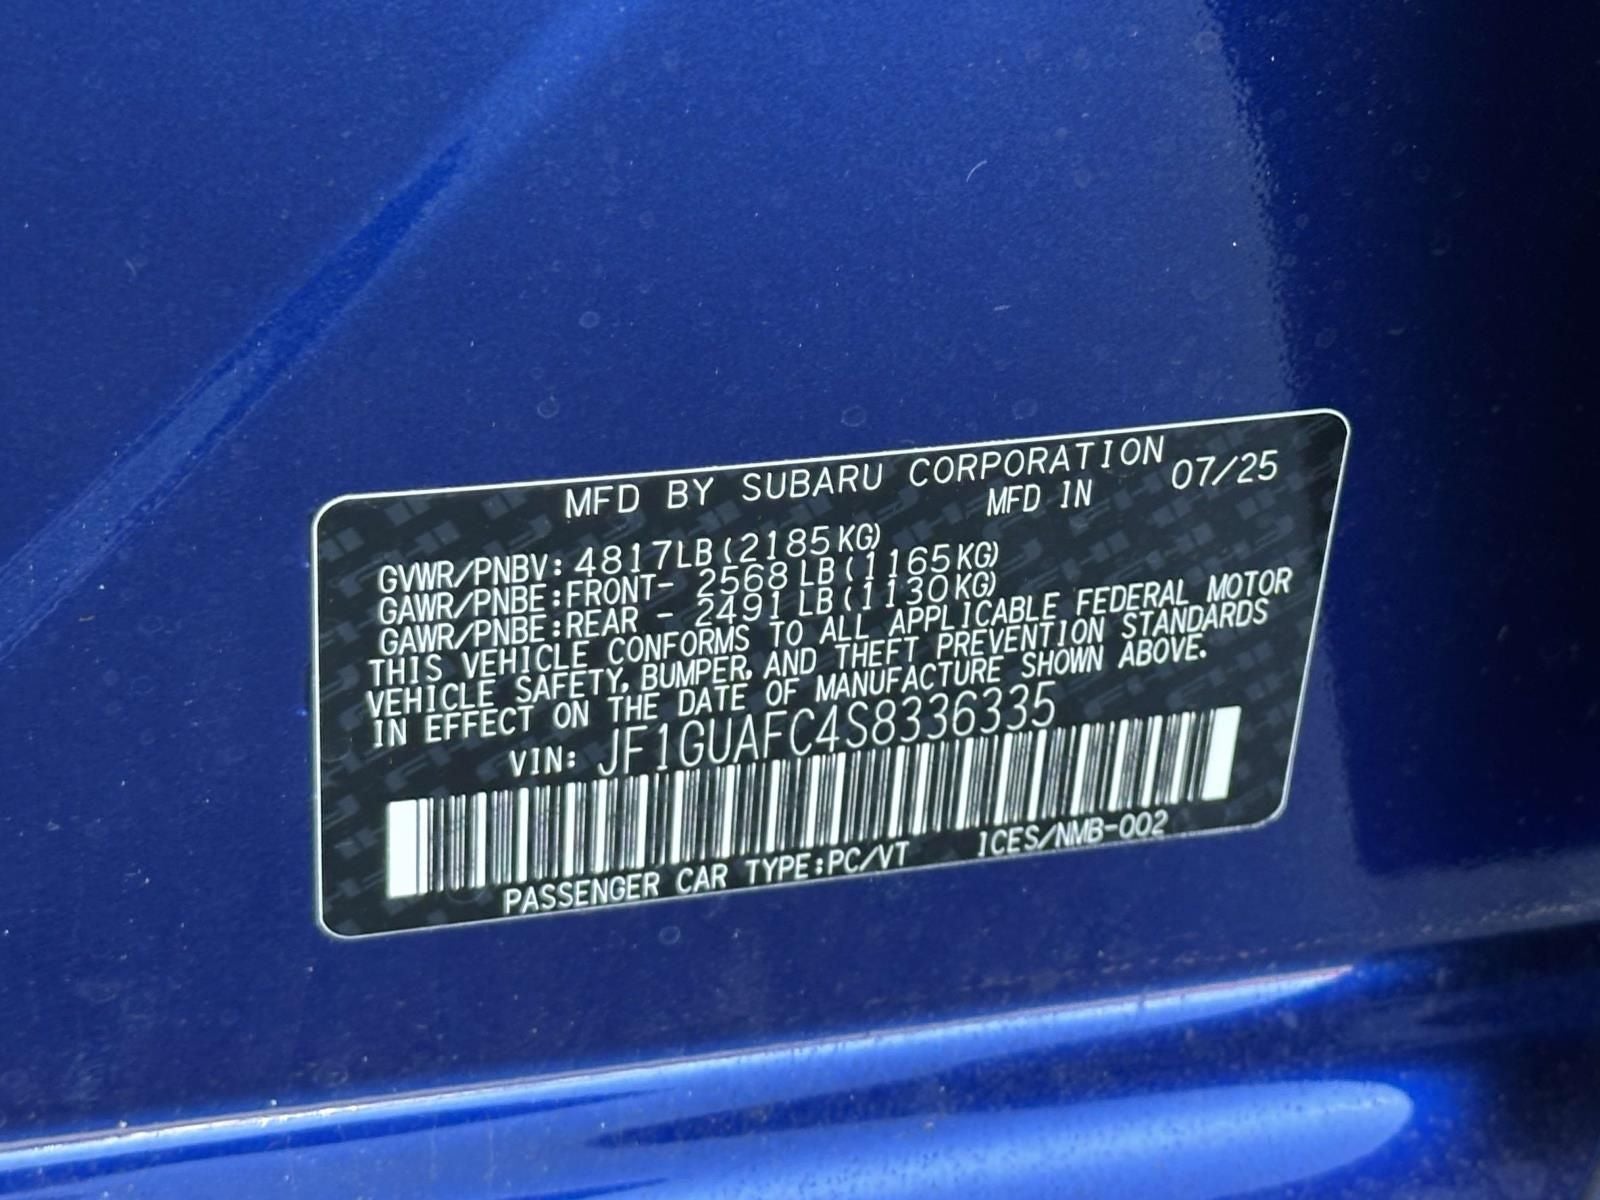 MFD BY SUBARU CORPORATION
MFD IN 07/25
GVWR/PNBV: 4817LB(2185KG)
GAWR/PNBE:FRONT- 2568LB(1165KG)
GAWR/PNBE:REAR - 2491LB(1130KG)
THIS VEHICLE CONFORMS TO ALL APPLICABLE FEDERAL MOTOR
VEHICLE SAFETY, BUMPER, AND THEFT PREVENTION STANDARDS
IN EFFECT ON THE DATE OF MANUFACTURE SHOWN ABOVE.
VIN: JF1GUAFC4S8336335
PASSENGER CAR TYPE:PC/VT ICES/NMB-002